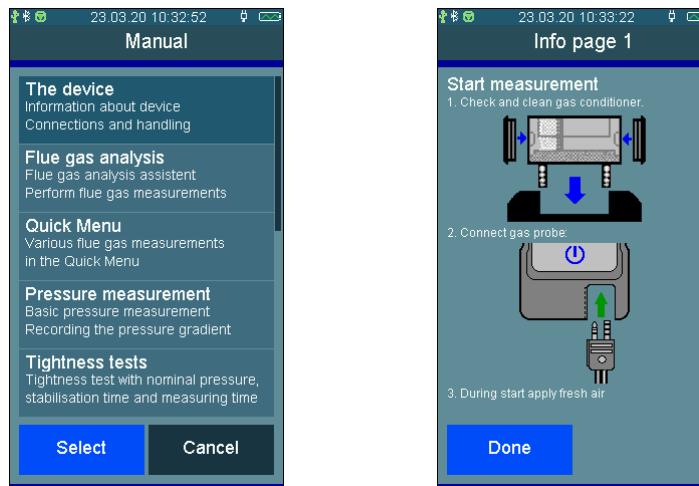 23.03.20 10:32:52
Manual
The device
Information about device
Connections and handling
Flue gas analysis
Flue gas analysis assistent
Perform flue gas measurements
Quick Menu
Various flue gas measurements
in the Quick Menu
Pressure measurement
Basic pressure measurement
Recording the pressure gradient
Tightness tests
Tightness test with nominal pressure,
stabilisation time and measuring time
Select
Cancel
23.03.20 10:33:22
Info page 1
Start measurement
1. Check and clean gas conditioner.
2. Connect gas probe:
3. During start apply fresh air
Done